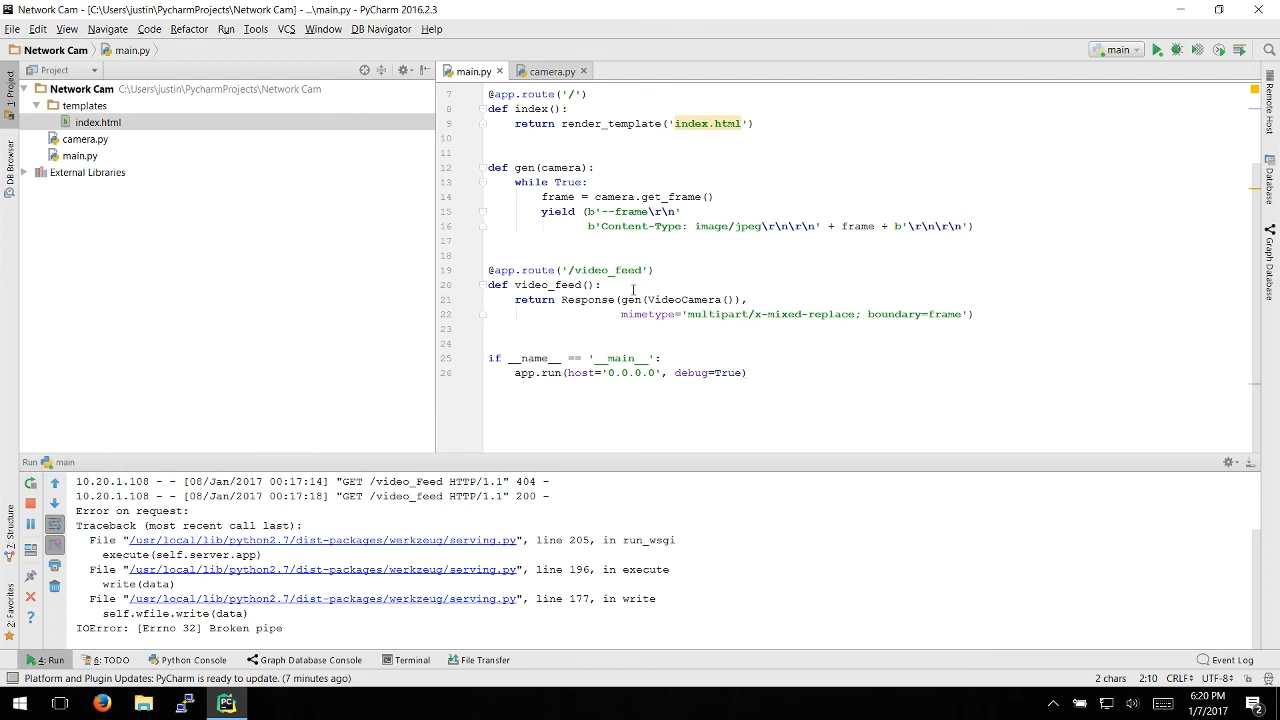 Network Cam - [C:\Users\justin\PycharmProjects\Network Cam] - ...\main.py - PyCharm 2016.2.3
File Edit View Navigate Code Refactor Run Tools VCS Window DB Navigator Help
Network Cam main.py main
Project main.py camera.py
Network Cam C:\Users\justin\PycharmProjects\Network Cam
templates
index.html
camera.py
main.py
External Libraries
7 @app.route('/')
8 def index():
9 return render_template('index.html')
10
11
12 def gen(camera):
13 while True:
14 frame = camera.get_frame()
15 yield (b'--frame\r\n'
16 b'Content-Type: image/jpeg\r\n\r\n' + frame + b'\r\n\r\n')
17
18
19 @app.route('/video_feed')
20 def video_feed():
21 return Response(gen(VideoCamera()),
22 mimetype='multipart/x-mixed-replace; boundary=frame')
23
24
25 if __name__ == '__main__':
26 app.run(host='0.0.0.0', debug=True)
1: Project
DB Browser
Z: Structure
2: Favorites
Remote Host
Database
Graph Database
Run main
10.20.1.108 - - [08/Jan/2017 00:17:14] "GET /video_Feed HTTP/1.1" 404 -
10.20.1.108 - - [08/Jan/2017 00:17:18] "GET /video_feed HTTP/1.1" 200 -
Error on request:
Traceback (most recent call last):
File "/usr/local/lib/python2.7/dist-packages/werkzeug/serving.py", line 205, in run_wsgi
execute(self.server.app)
File "/usr/local/lib/python2.7/dist-packages/werkzeug/serving.py", line 196, in execute
write(data)
File "/usr/local/lib/python2.7/dist-packages/werkzeug/serving.py", line 177, in write
self.wfile.write(data)
IOError: [Errno 32] Broken pipe
4: Run 6: TODO Python Console Graph Database Console Terminal File Transfer Event Log
Platform and Plugin Updates: PyCharm is ready to update. (7 minutes ago) 2 chars 2:10 CRLF UTF-8
6:20 PM
1/7/2017
2